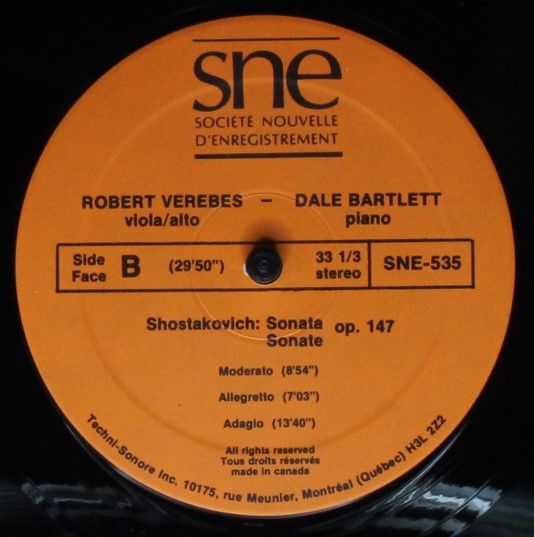 sne
SOCIÉTÉ NOUVELLE
D'ENREGISTREMENT
ROBERT VEREBES – DALE BARTLETT
viola/alto piano
Side
Face B (29'50") 33 1/3
stereo SNE-535
Shostakovich: Sonata op. 147
Sonate
Moderato (8'54")
Allegretto (7'03")
Adagio (13'40")
All rights reserved
Tous droits réservés
made in canada
Techni-Sonore Inc. 10175, rue Meunier, Montréal (Québec) H3L 2Z2